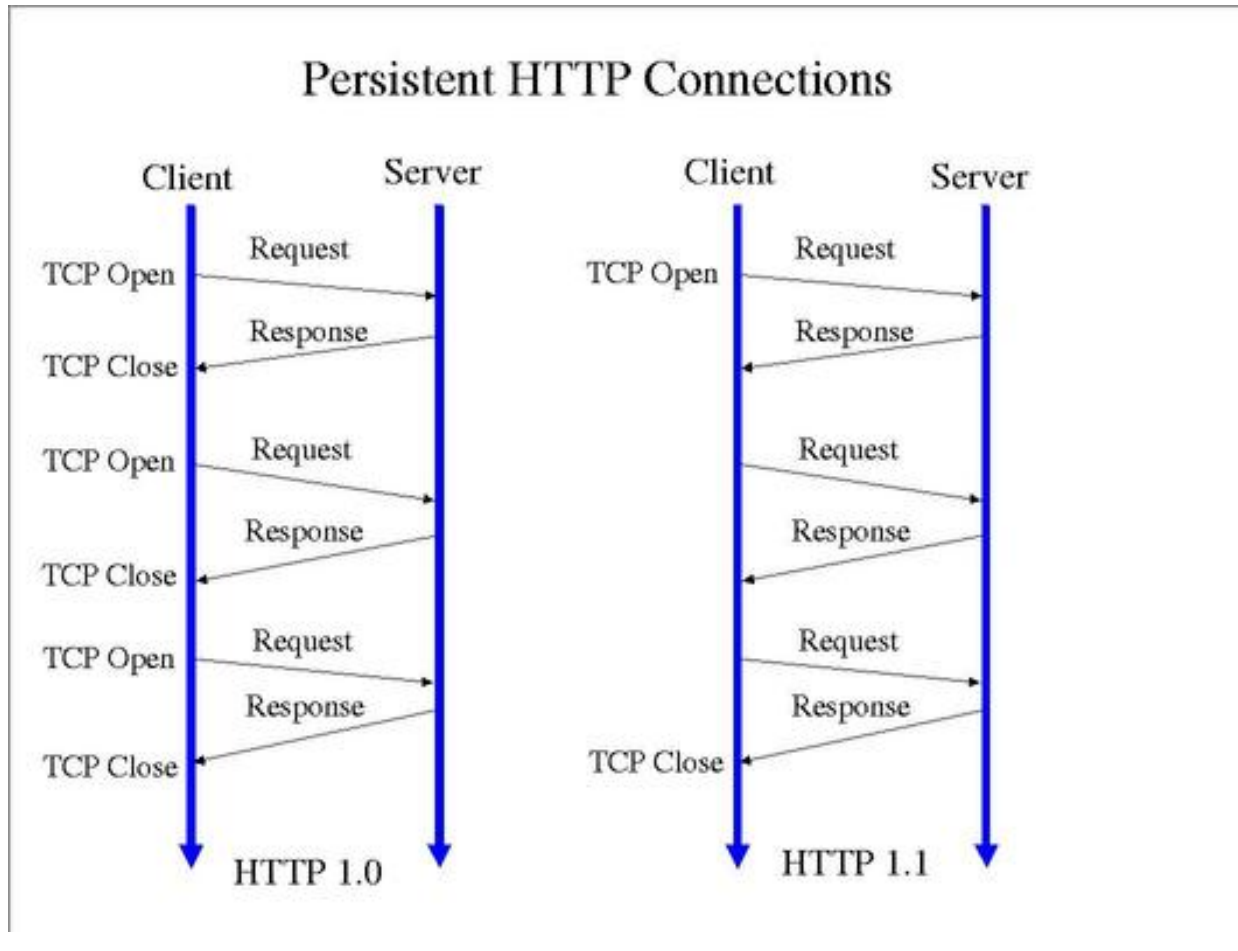 Persistent HTTP Connections
Client
Server
TCP Open
Request
Response
TCP Close
TCP Open
Request
Response
TCP Close
TCP Open
Request
Response
TCP Close
HTTP 1.0
Client
Server
TCP Open
Request
Response
Request
Response
Request
Response
TCP Close
HTTP 1.1